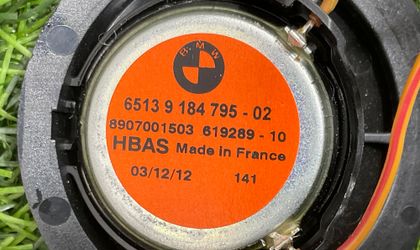 BMW
6513 9 184 795 - 02
8907001503 619289 - 10
HBAS Made in France
03/12/12 141